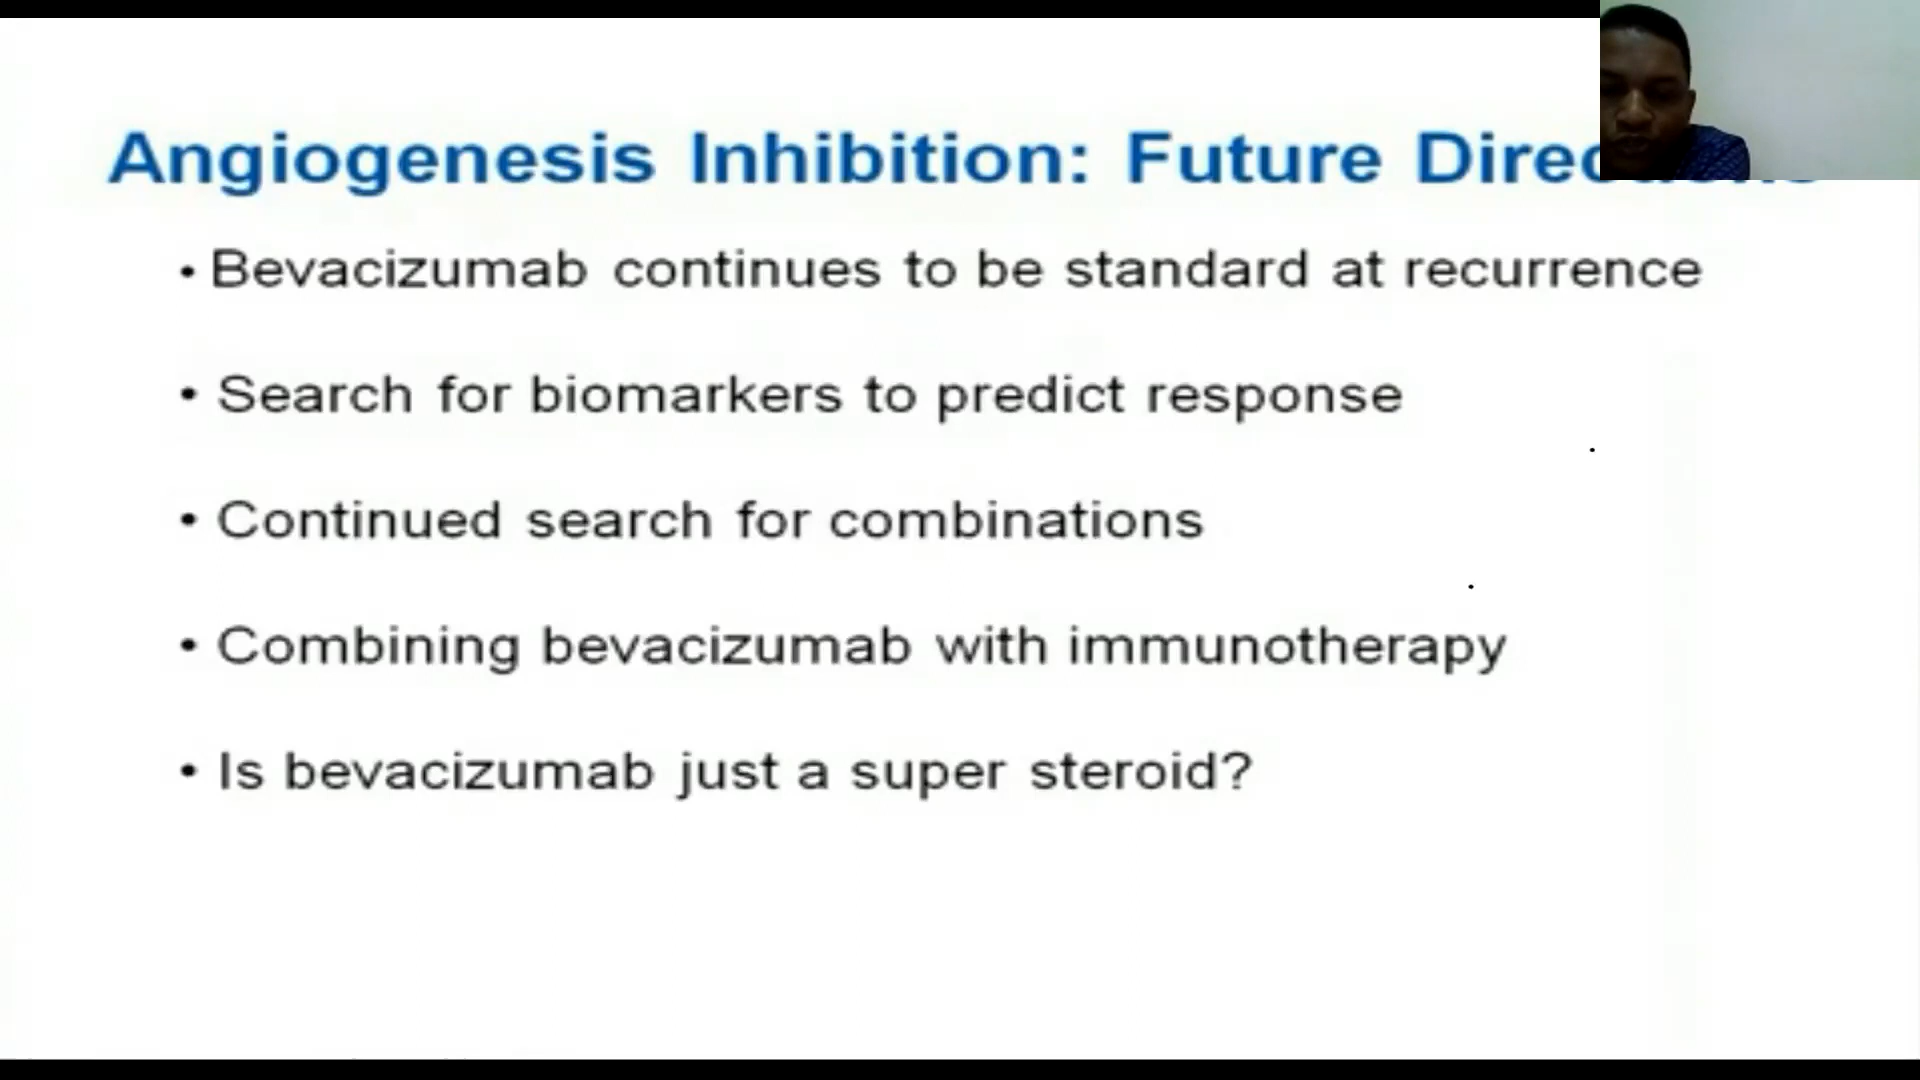 Angiogenesis Inhibition: Future
• Bevacizumab continues to be standard at recurrence
• Search for biomarkers to predict response
• Continued search for combinations
• Combining bevacizumab with immunotherapy
• Is bevacizumab just a super steroid?